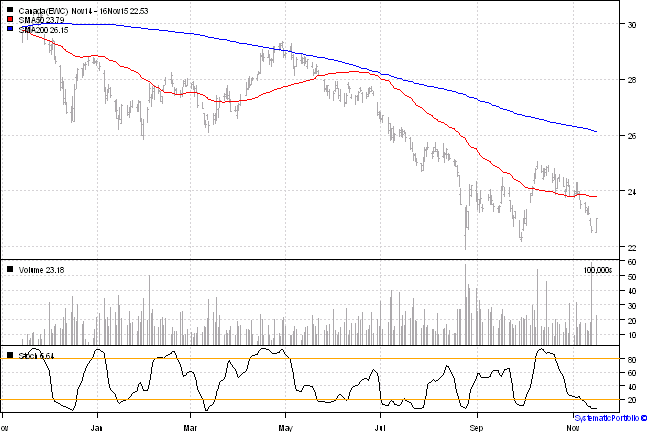 Canada(EWC) Nov14 - 16Nov15 22.53
SMA50 23.79
SMA200 26.15
30
28
26
24
22
Volume 23.18
100,000s
60
50
40
30
20
10
Stoch 6.64
80
60
40
20
Jan
Mar
May
Jul
Sep
Nov
SystematicPortfolio ©